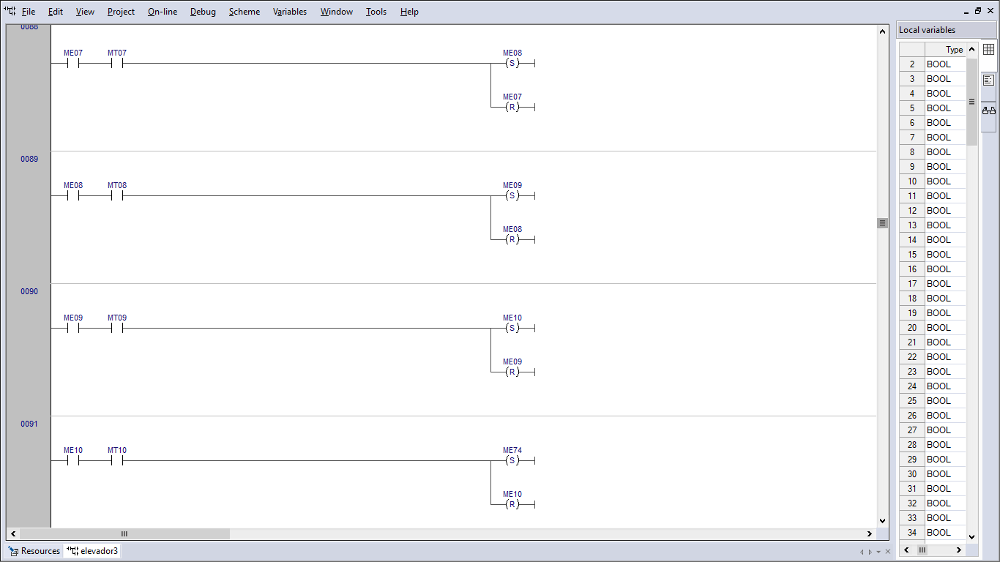 File Edit View Project On-line Debug Scheme Variables Window Tools Help
0088
ME07 MT07 ME08
S
ME07
R
0089
ME08 MT08 ME09
S
ME08
R
0090
ME09 MT09 ME10
S
ME09
R
0091
ME10 MT10 ME74
S
ME10
R
Resources elevador3
Local variables
Type
2 BOOL
3 BOOL
4 BOOL
5 BOOL
6 BOOL
7 BOOL
8 BOOL
9 BOOL
10 BOOL
11 BOOL
12 BOOL
13 BOOL
14 BOOL
15 BOOL
16 BOOL
17 BOOL
18 BOOL
19 BOOL
20 BOOL
21 BOOL
22 BOOL
23 BOOL
24 BOOL
25 BOOL
26 BOOL
27 BOOL
28 BOOL
29 BOOL
30 BOOL
31 BOOL
32 BOOL
33 BOOL
34 BOOL